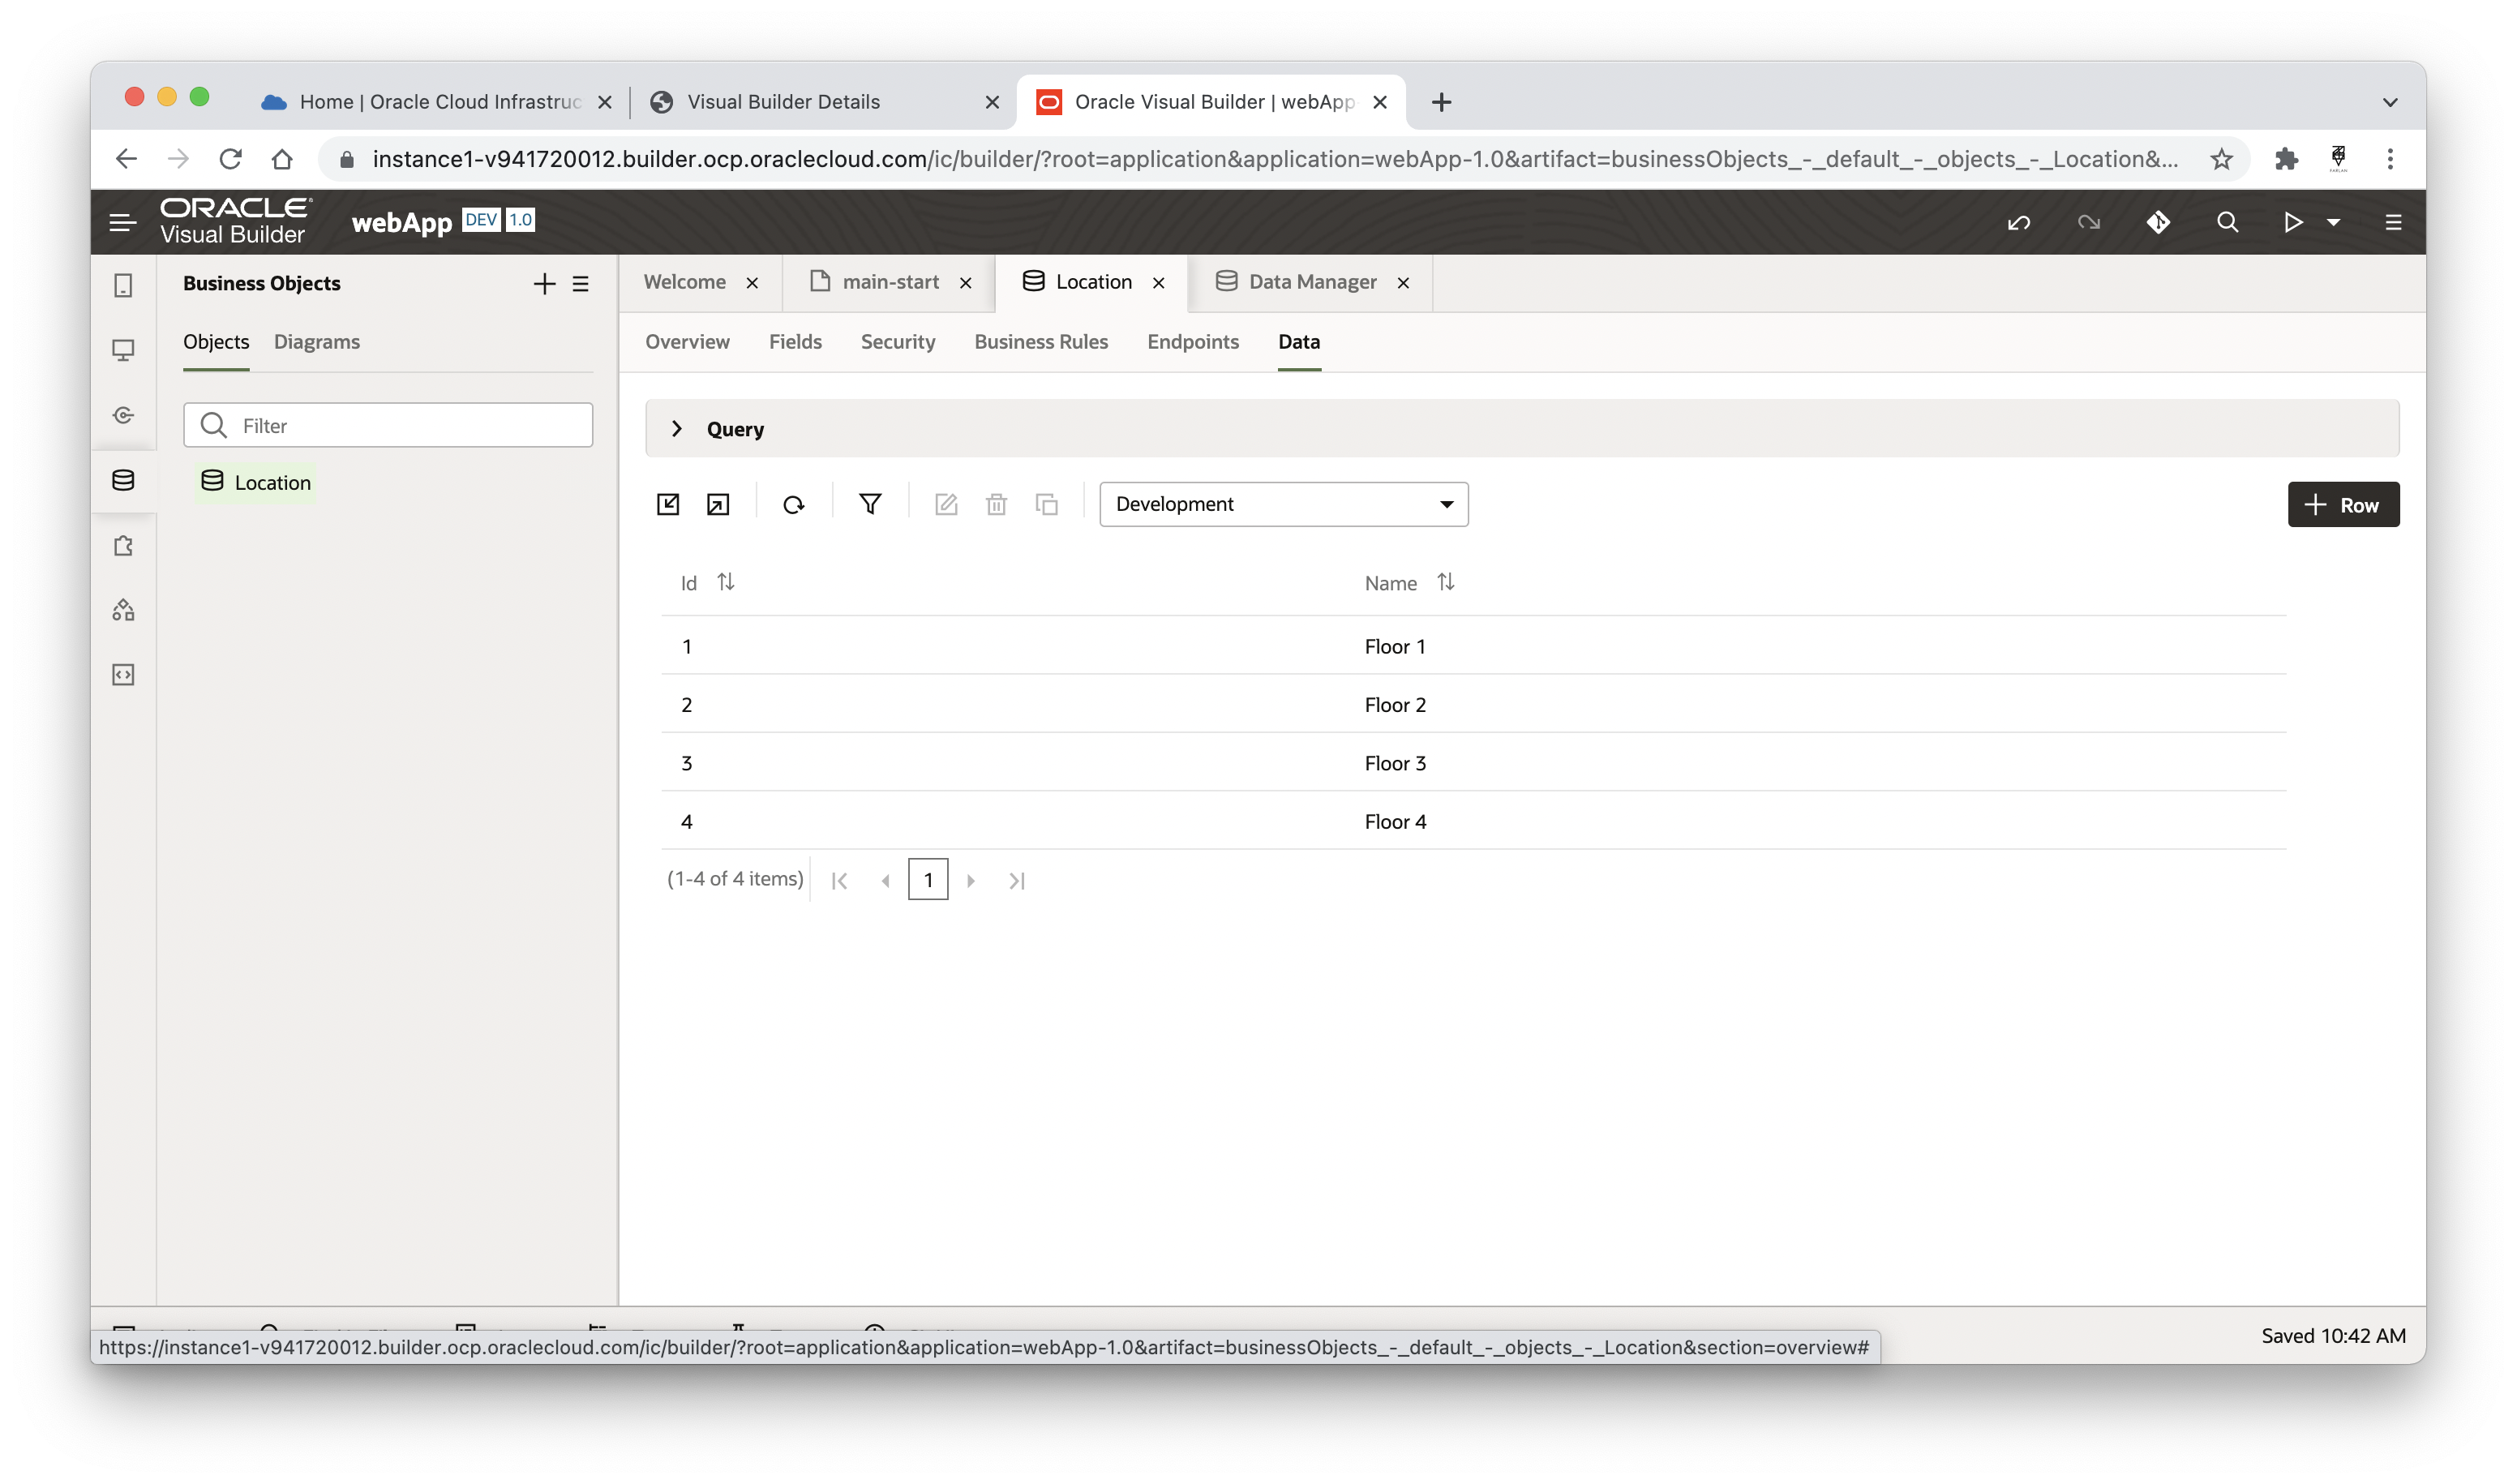 Home | Oracle Cloud Infrastruc
Visual Builder Details
Oracle Visual Builder | webApp
instance1-v941720012.builder.ocp.oraclecloud.com/ic/builder/?root=application&application=webApp-1.0&artifact=businessObjects_-_default_-_objects_-_Location&...
ORACLE
Visual Builder
webApp DEV 1.0
Business Objects
Welcome
main-start
Location
Data Manager
Objects
Diagrams
Overview
Fields
Security
Business Rules
Endpoints
Data
Filter
Location
Query
Development
Row
Id
Name
1 Floor 1
2 Floor 2
3 Floor 3
4 Floor 4
(1-4 of 4 items)
1
Saved 10:42 AM
https://instance1-v941720012.builder.ocp.oraclecloud.com/ic/builder/?root=application&application=webApp-1.0&artifact=businessObjects_-_default_-_objects_-_Location&section=overview#